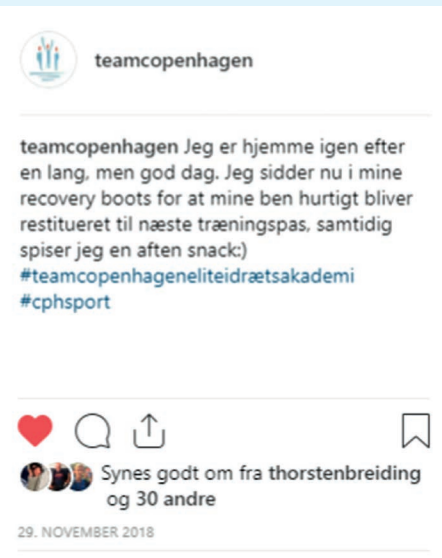 teamcopenhagen
teamcopenhagen Jeg er hjemme igen efter
en lang, men god dag. Jeg sidder nu i mine
recovery boots for at mine ben hurtigt bliver
restitueret til næste træningspas, samtidig
spiser jeg en aften snack:)
#teamcopenhageneliteidrætsakademi
#cphsport
Synes godt om fra thorstenbreiding
og 30 andre
29. NOVEMBER 2018